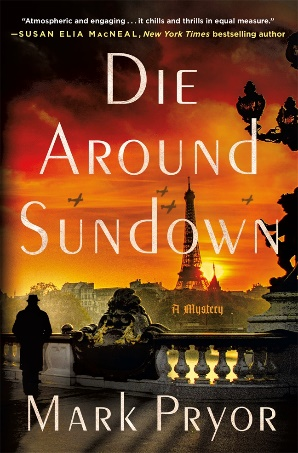 "Atmospheric and engaging . . . it chills and thrills in equal measure."
—SUSAN ELIA MACNEAL, New York Times bestselling author
DIE
AROUND
SUNDOWN
A Mystery
MARK PRYOR